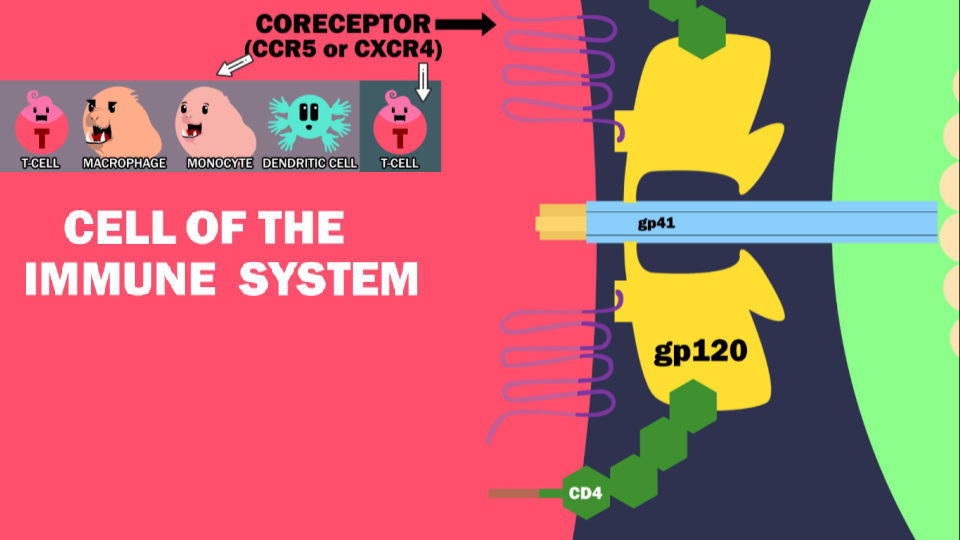 CORECEPTOR
(CCR5 or CXCR4)
T
T
T-CELL MACROPHAGE MONOCYTE DENDRITIC CELL T-CELL
CELL OF THE
IMMUNE SYSTEM
gp41
gp120
CD4